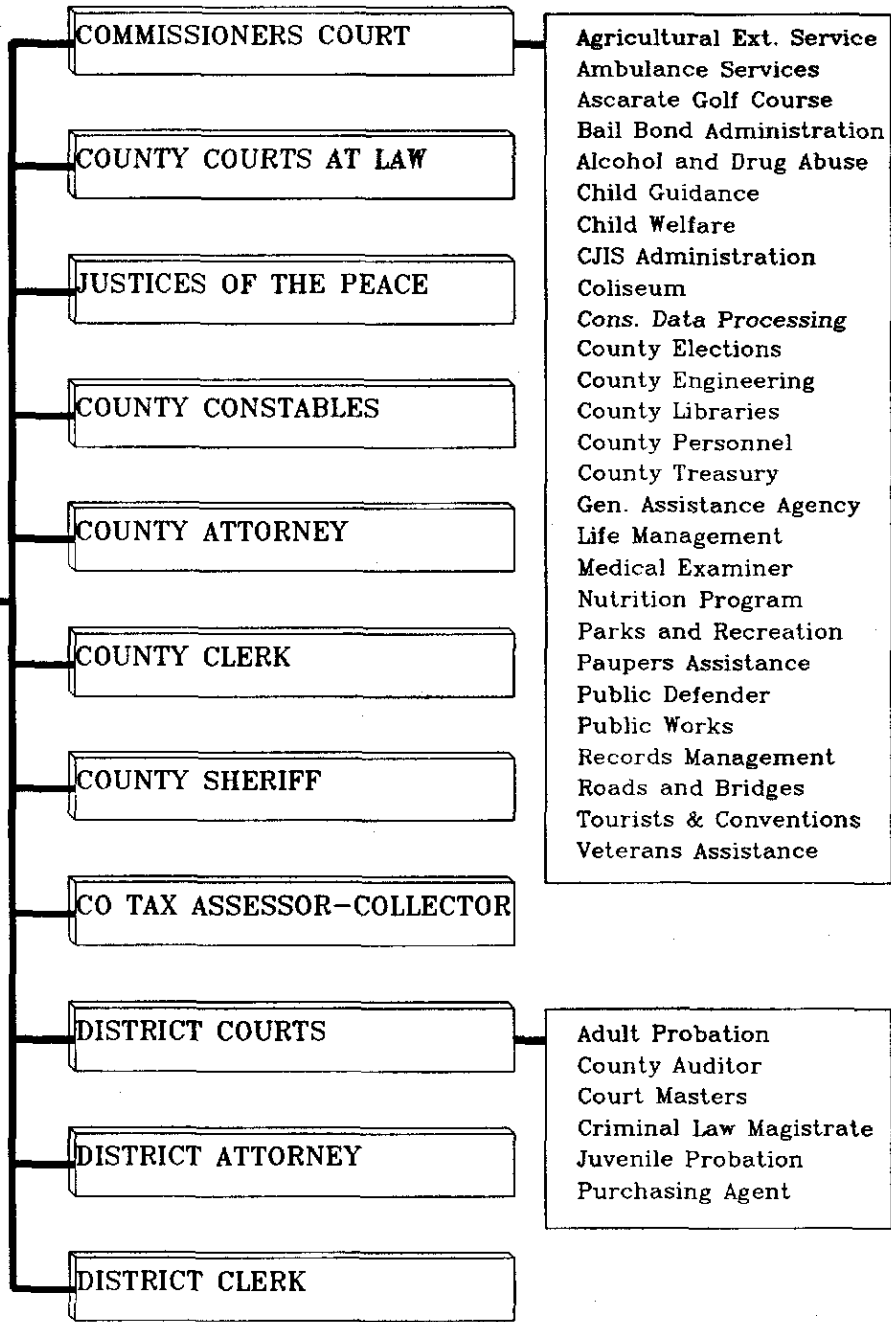 COMMISSIONERS COURT
Agricultural Ext. Service
Ambulance Services
Ascarate Golf Course
Bail Bond Administration
Alcohol and Drug Abuse
Child Guidance
Child Welfare
CJIS Administration
Coliseum
Cons. Data Processing
County Elections
County Engineering
County Libraries
County Personnel
County Treasury
Gen. Assistance Agency
Life Management
Medical Examiner
Nutrition Program
Parks and Recreation
Paupers Assistance
Public Defender
Public Works
Records Management
Roads and Bridges
Tourists & Conventions
Veterans Assistance
COUNTY COURTS AT LAW
JUSTICES OF THE PEACE
COUNTY CONSTABLES
COUNTY ATTORNEY
COUNTY CLERK
COUNTY SHERIFF
CO TAX ASSESSOR-COLLECTOR
DISTRICT COURTS
Adult Probation
County Auditor
Court Masters
Criminal Law Magistrate
Juvenile Probation
Purchasing Agent
DISTRICT ATTORNEY
DISTRICT CLERK